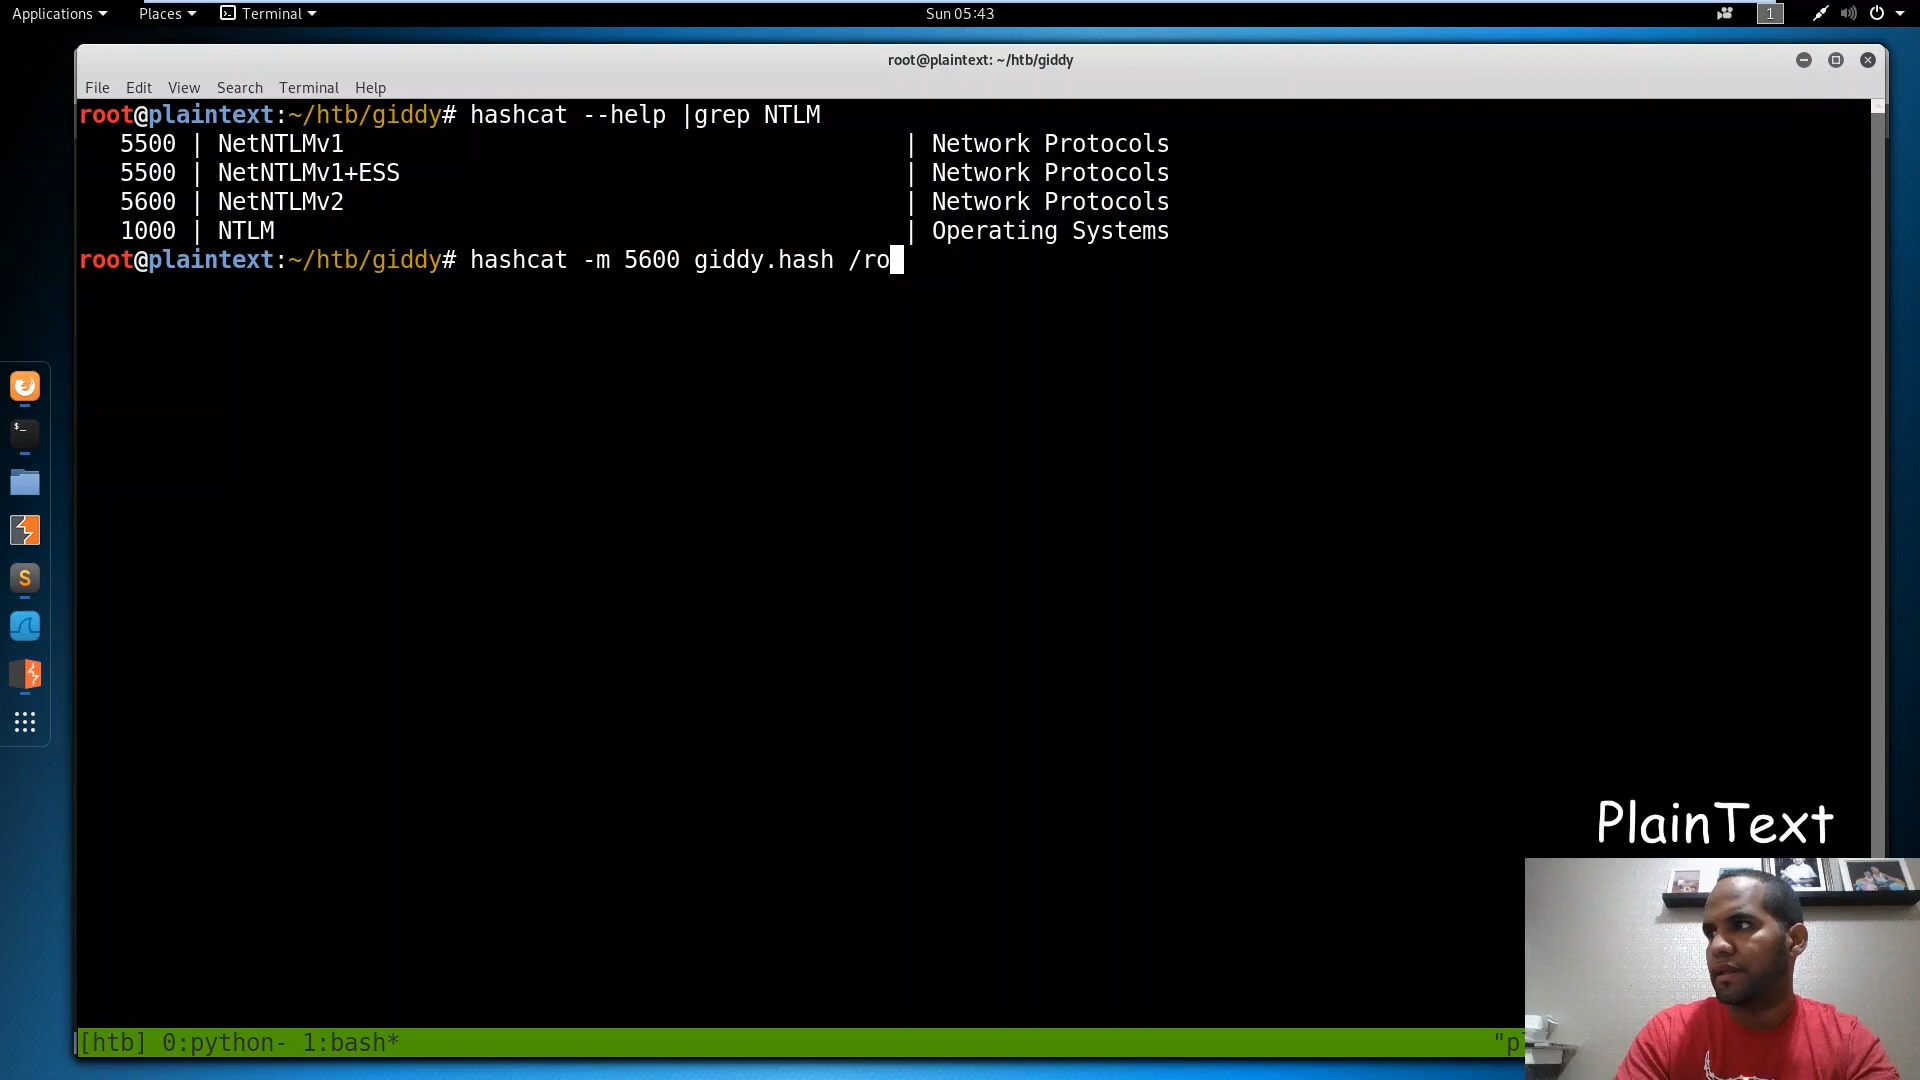 Applications Places Terminal Sun 05:43 1
root@plaintext: ~/htb/giddy
File Edit View Search Terminal Help
root@plaintext:~/htb/giddy# hashcat --help |grep NTLM
5500 | NetNTLMv1 | Network Protocols
5500 | NetNTLMv1+ESS | Network Protocols
5600 | NetNTLMv2 | Network Protocols
1000 | NTLM | Operating Systems
root@plaintext:~/htb/giddy# hashcat -m 5600 giddy.hash /ro
$_
S
PlainText
[htb] 0:python- 1:bash* "p